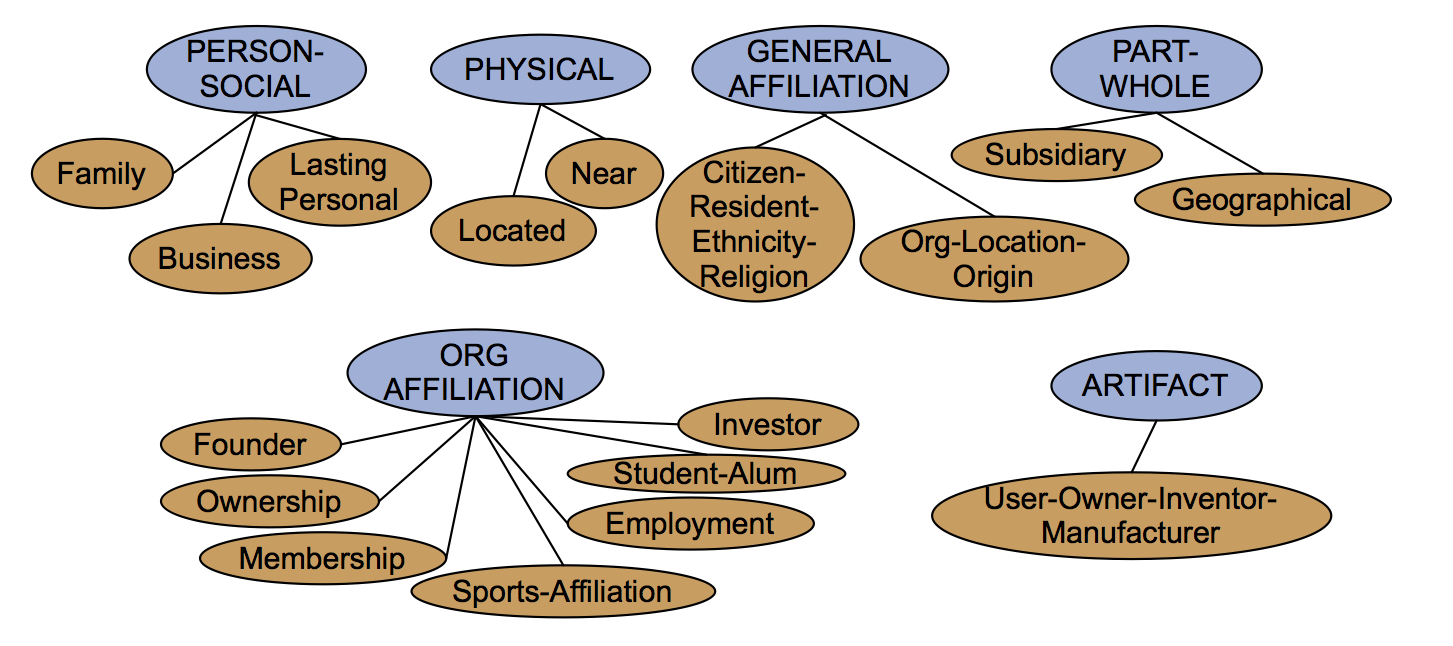 PERSON-
SOCIAL
PHYSICAL
GENERAL
AFFILIATION
PART-
WHOLE
Family
Lasting
Personal
Business
Near
Located
Citizen-
Resident-
Ethnicity-
Religion
Org-Location-
Origin
Subsidiary
Geographical
ORG
AFFILIATION
ARTIFACT
Founder
Ownership
Membership
Sports-Affiliation
Employment
Student-Alum
Investor
User-Owner-Inventor-
Manufacturer